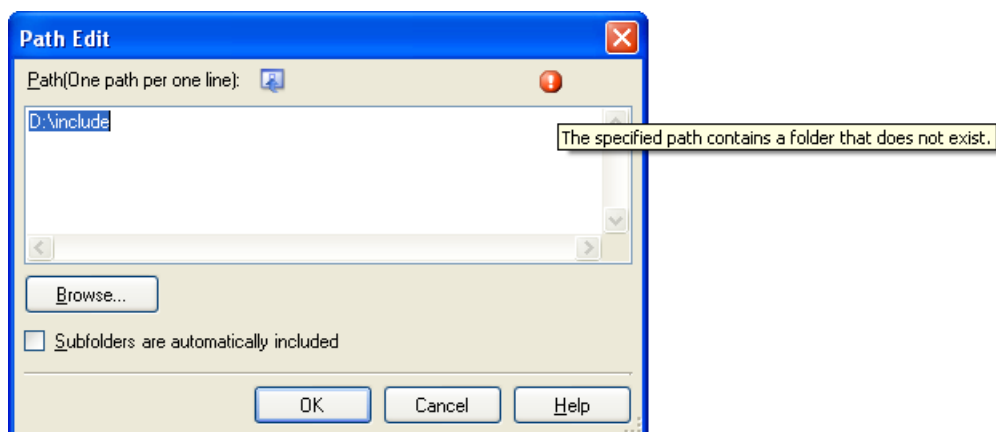 Path Edit
Path(One path per one line):
D:\include
The specified path contains a folder that does not exist.
Browse...
Subfolders are automatically included
OK Cancel Help